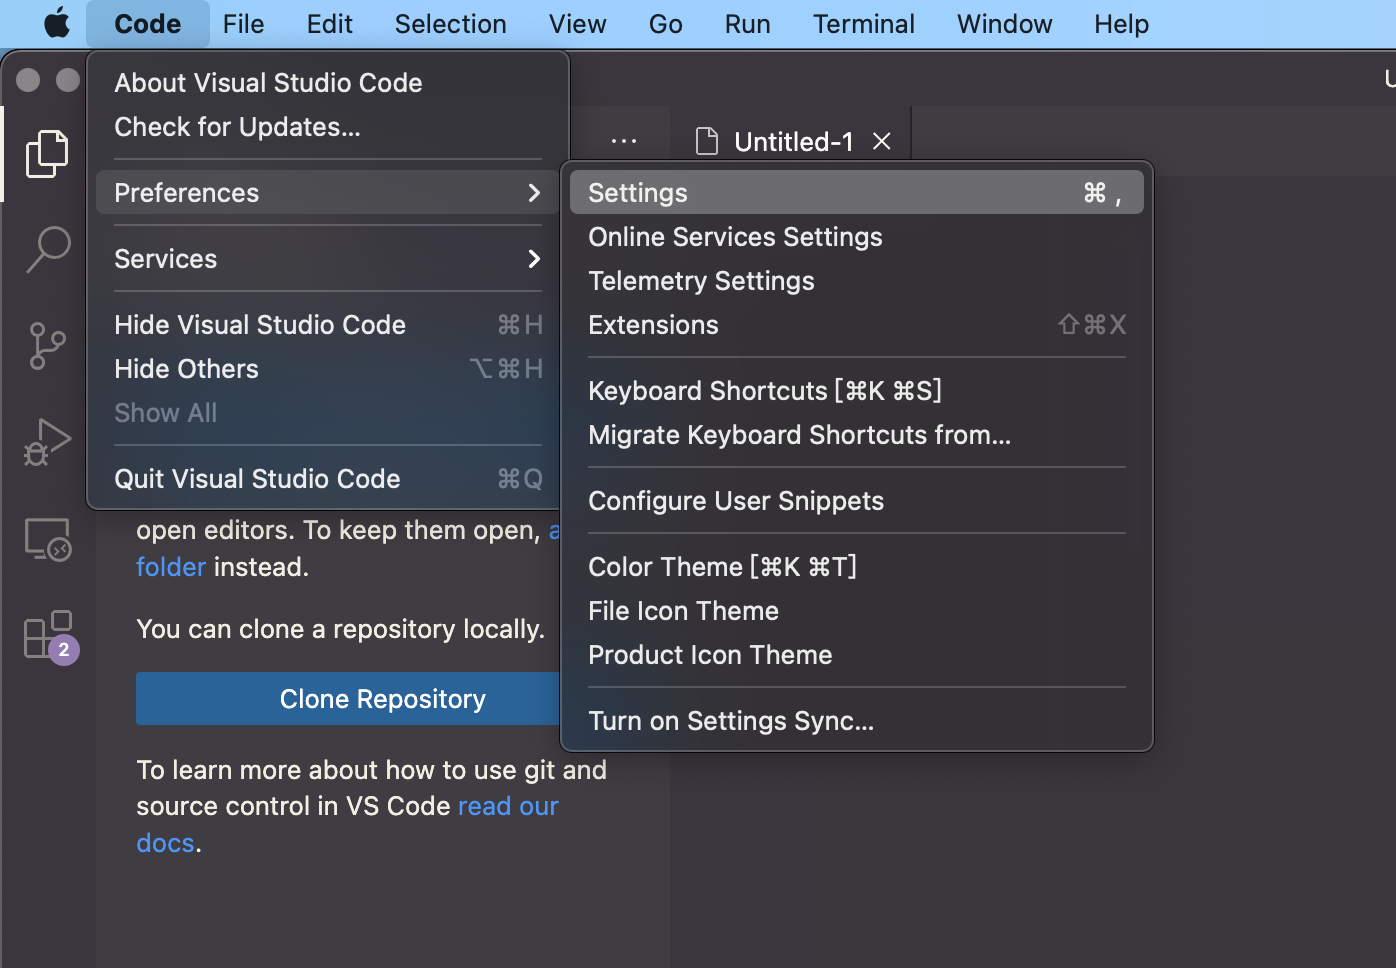 Code File Edit Selection View Go Run Terminal Window Help
About Visual Studio Code
Check for Updates...
Preferences
Services
Hide Visual Studio Code ⌘H
Hide Others ⌥⌘H
Show All
Quit Visual Studio Code ⌘Q
Untitled-1
Settings ⌘ ,
Online Services Settings
Telemetry Settings
Extensions ⇧⌘X
Keyboard Shortcuts [⌘K ⌘S]
Migrate Keyboard Shortcuts from...
Configure User Snippets
Color Theme [⌘K ⌘T]
File Icon Theme
Product Icon Theme
Turn on Settings Sync...
open editors. To keep them open, a
folder instead.
You can clone a repository locally.
Clone Repository
To learn more about how to use git and
source control in VS Code read our
docs.
2